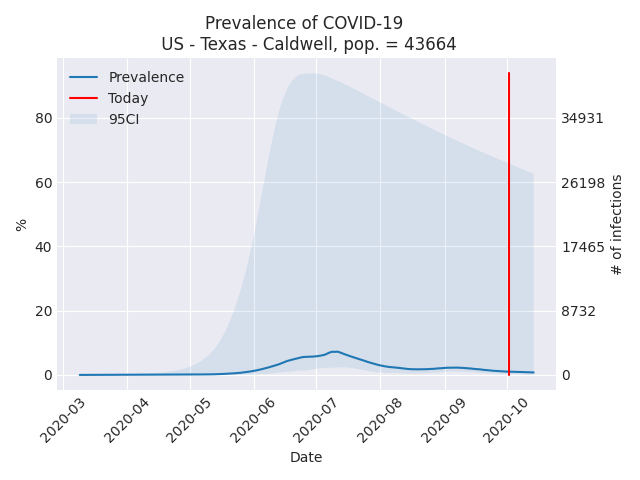 Prevalence of COVID-19
US - Texas - Caldwell, pop. = 43664
Prevalence
Today
95CI
80
60
40
20
0
%
34931
26198
17465
8732
0
# of infections
2020-03
2020-04
2020-05
2020-06
2020-07
2020-08
2020-09
2020-10
Date